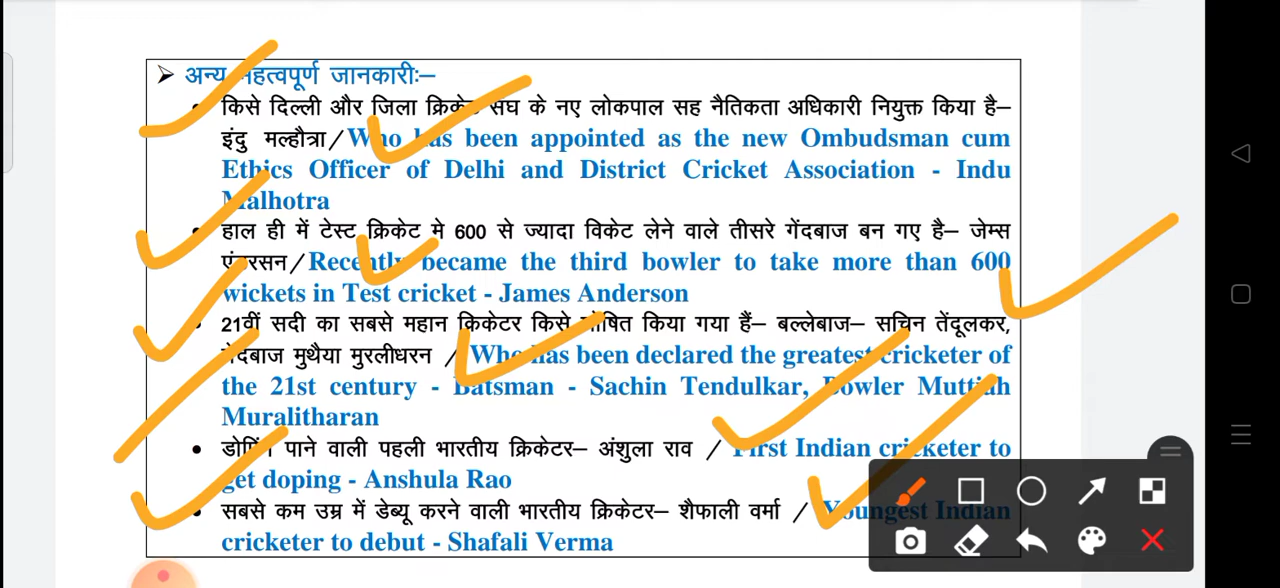 अन्य महत्वपूर्ण जानकारीः–
किसे दिल्ली और जिला क्रिकेट संघ के नए लोकपाल सह नैतिकता अधिकारी नियुक्त किया है–
इंदु मल्होत्रा/Who has been appointed as the new Ombudsman cum
Ethics Officer of Delhi and District Cricket Association - Indu
Malhotra
हाल ही में टेस्ट क्रिकेट मे 600 से ज्यादा विकेट लेने वाले तीसरे गेंदबाज बन गए है– जेम्स
एंडरसन/Recently became the third bowler to take more than 600
wickets in Test cricket - James Anderson
21वीं सदी का सबसे महान क्रिकेटर किसे घोषित किया गया हैं– बल्लेबाज– सचिन तेंदूलकर,
गेदबाज मुथैया मुरलीधरन / Who has been declared the greatest cricketer of
the 21st century - Batsman - Sachin Tendulkar, Bowler Muttiah
Muralitharan
डोपिंग पाने वाली पहली भारतीय क्रिकेटर– अंशुला राव / First Indian cricketer to
get doping - Anshula Rao
सबसे कम उम्र में डेब्यू करने वाली भारतीय क्रिकेटर– शैफाली वर्मा / Youngest Indian
cricketer to debut - Shafali Verma